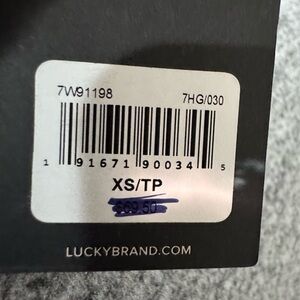 7W91198 7HG/030
1 91671 90034 5
XS/TP
LUCKYBRAND.COM